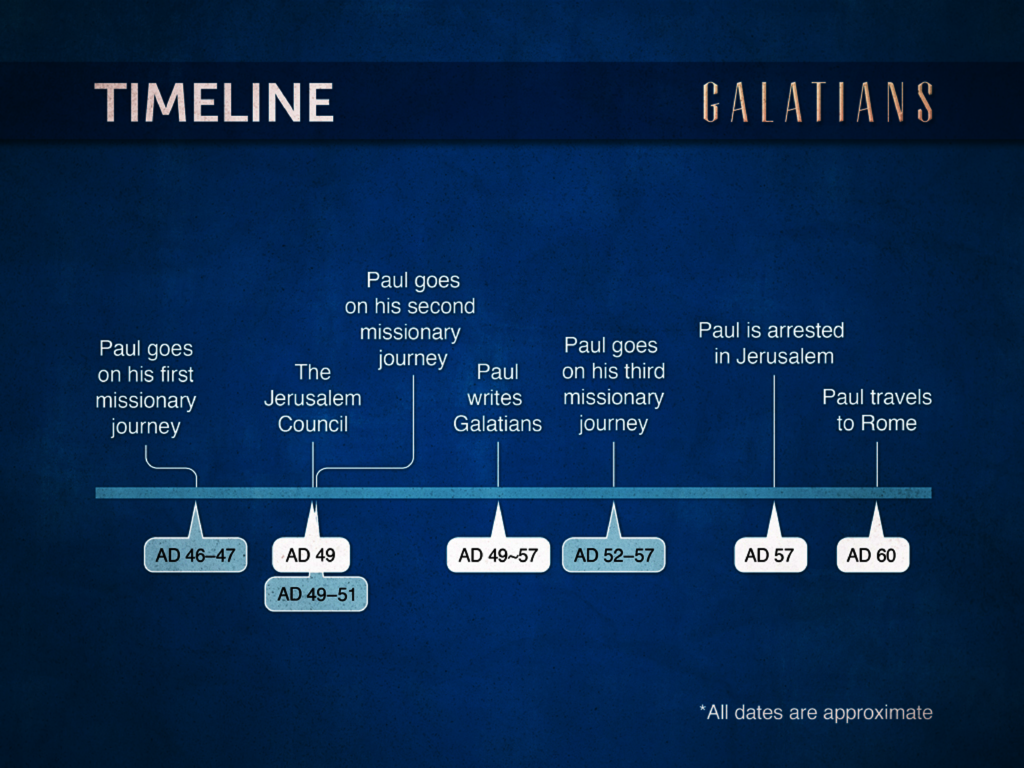 TIMELINE
GALATIANS
Paul goes
on his first
missionary
journey
The
Jerusalem
Council
Paul goes
on his second
missionary
journey
Paul
writes
Galatians
Paul goes
on his third
missionary
journey
Paul is arrested
in Jerusalem
Paul travels
to Rome
AD 46–47
AD 49
AD 49–51
AD 49~57
AD 52–57
AD 57
AD 60
*All dates are approximate